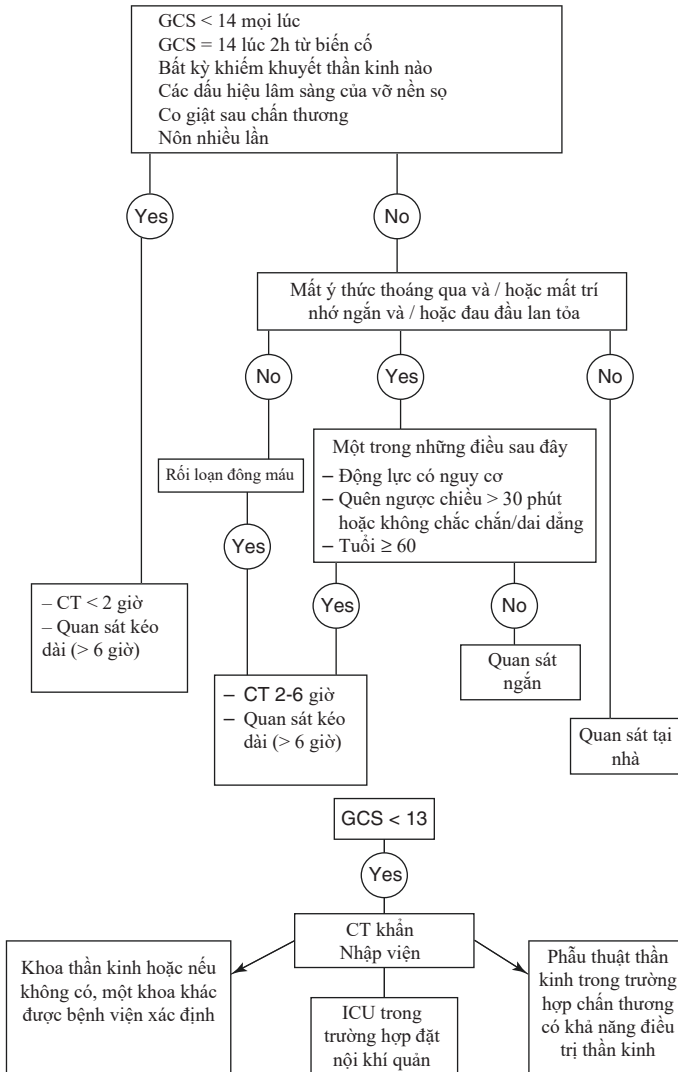 GCS < 14 mọi lúc
GCS = 14 lúc 2h từ biến cố
Bất kỳ khiếm khuyết thần kinh nào
Các dấu hiệu lâm sàng của vỡ nền sọ
Co giật sau chấn thương
Nôn nhiều lần
Yes
No
Mất ý thức thoáng qua và / hoặc mất trí
nhớ ngắn và / hoặc đau đầu lan tỏa
No
Yes
No
Rối loạn đông máu
Một trong những điều sau đây
– Động lực có nguy cơ
– Quên ngược chiều > 30 phút
hoặc không chắc chắn/dai dẳng
– Tuổi ≥ 60
Yes
Yes
No
– CT < 2 giờ
– Quan sát kéo
dài (> 6 giờ)
– CT 2-6 giờ
– Quan sát kéo
dài (> 6 giờ)
Quan sát
ngắn
Quan sát tại
nhà
GCS < 13
Yes
CT khẩn
Nhập viện
Khoa thần kinh hoặc nếu
không có, một khoa khác
được bệnh viện xác định
ICU trong
trường hợp đặt
nội khí quản
Phẫu thuật thần
kinh trong trường
hợp chấn thương
có khả năng điều
trị thần kinh